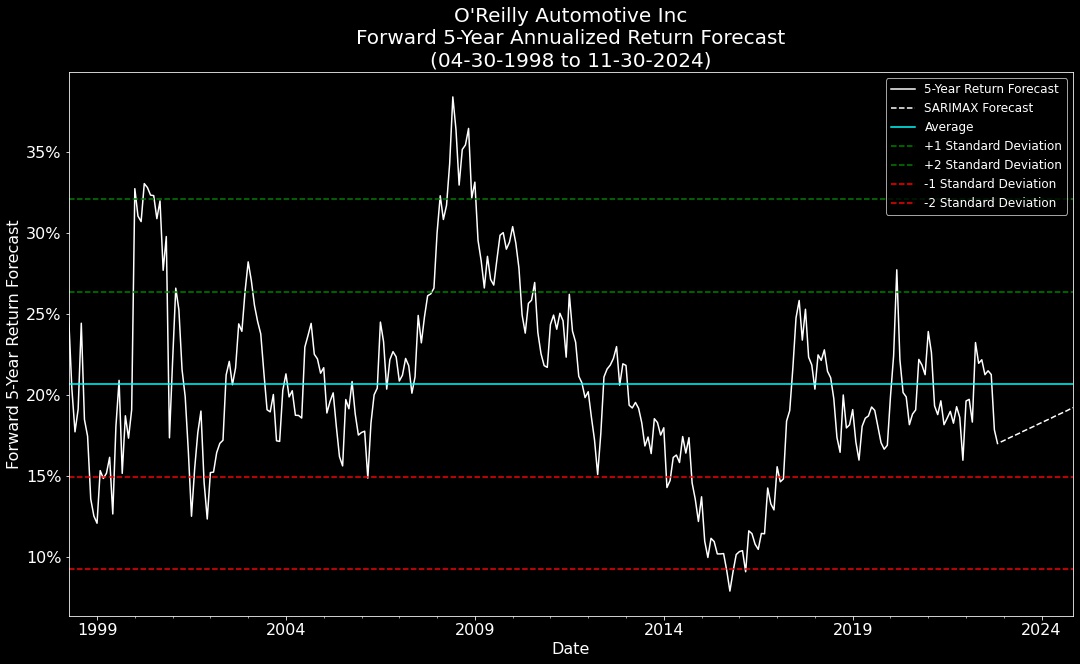 O'Reilly Automotive Inc
Forward 5-Year Annualized Return Forecast
(04-30-1998 to 11-30-2024)
5-Year Return Forecast
SARIMAX Forecast
Average
+1 Standard Deviation
+2 Standard Deviation
-1 Standard Deviation
-2 Standard Deviation
Forward 5-Year Return Forecast
35%
30%
25%
20%
15%
10%
1999
2004
2009
2014
2019
2024
Date